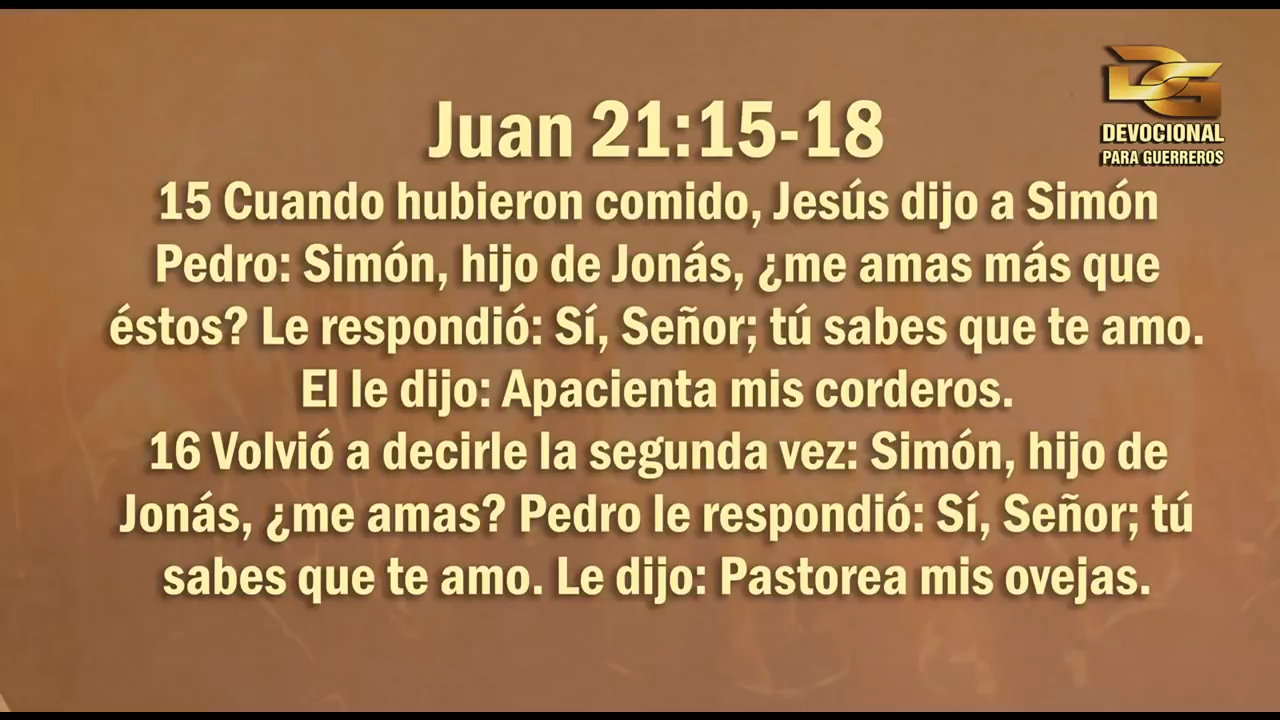 DG
DEVOCIONAL
PARA GUERREROS
Juan 21:15-18
15 Cuando hubieron comido, Jesús dijo a Simón
Pedro: Simón, hijo de Jonás, ¿me amas más que
éstos? Le respondió: Sí, Señor; tú sabes que te amo.
El le dijo: Apacienta mis corderos.
16 Volvió a decirle la segunda vez: Simón, hijo de
Jonás, ¿me amas? Pedro le respondió: Sí, Señor; tú
sabes que te amo. Le dijo: Pastorea mis ovejas.